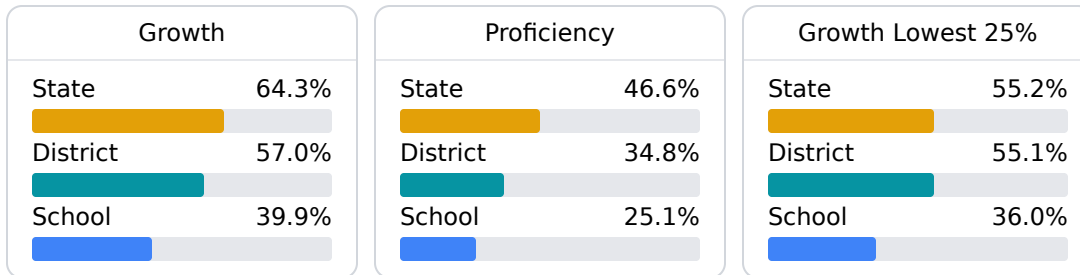 Growth
State 64.3%
District 57.0%
School 39.9%
Proficiency
State 46.6%
District 34.8%
School 25.1%
Growth Lowest 25%
State 55.2%
District 55.1%
School 36.0%